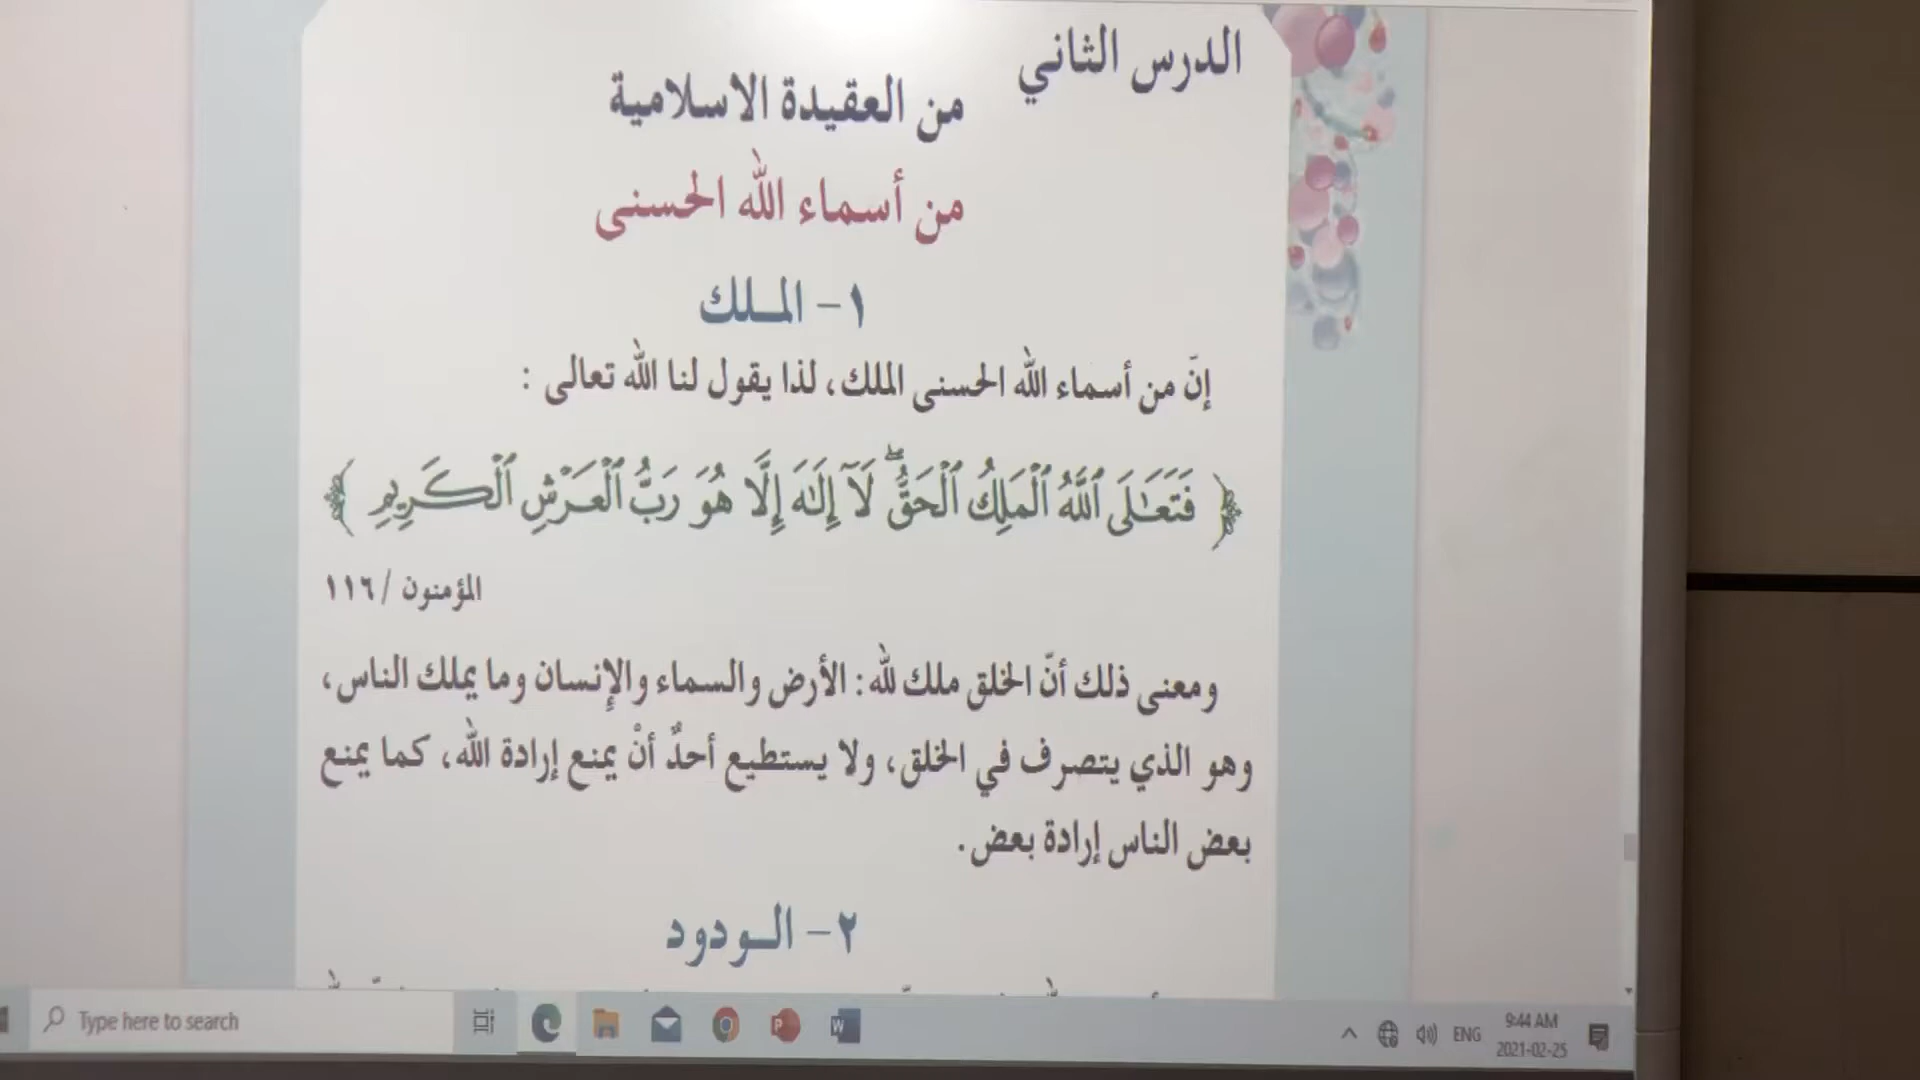 الدرس الثاني
من العقيدة الاسلامية
من أسماء الله الحسنى
١- المـلك
إنّ من أسماء الله الحسنى الملك، لذا يقول لنا الله تعالى :
﴿ فَتَعَٰلَى ٱللَّهُ ٱلْمَلِكُ ٱلْحَقُّ ۖ لَآ إِلَٰهَ إِلَّا هُوَ رَبُّ ٱلْعَرْشِ ٱلْكَرِيمِ ﴾
المؤمنون / ١١٦
ومعنى ذلك أنّ الخلق ملك لله: الأرض والسماء والإنسان وما يملك الناس،
وهو الذي يتصرف في الخلق، ولا يستطيع أحدٌ أنْ يمنع إرادة الله، كما يمنع
بعض الناس إرادة بعض.
٢- الـودود
Type here to search
P
W
ENG
9:44 AM
2021-02-25